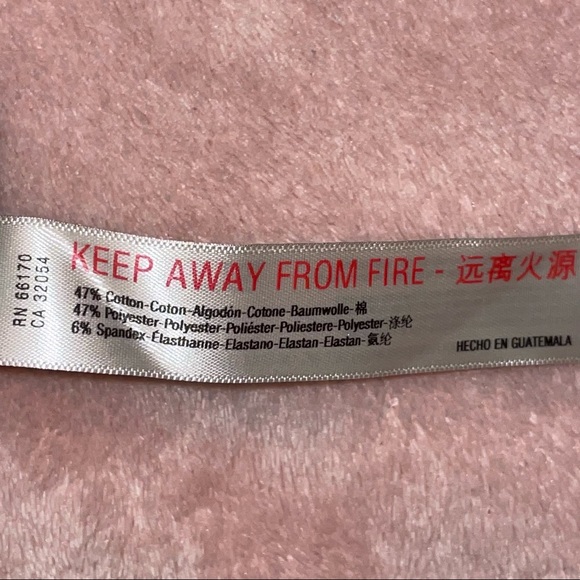 RN 66170
CA 32054
KEEP AWAY FROM FIRE - 远离火源
47% Cotton-Coton-Algodón-Cotone-Baumwolle-棉
47% Polyester-Polyester-Poliéster-Poliestere-Polyester-涤纶
6% Spandex-Élasthanne-Elastano-Elastan-Elastan-氨纶
HECHO EN GUATEMALA